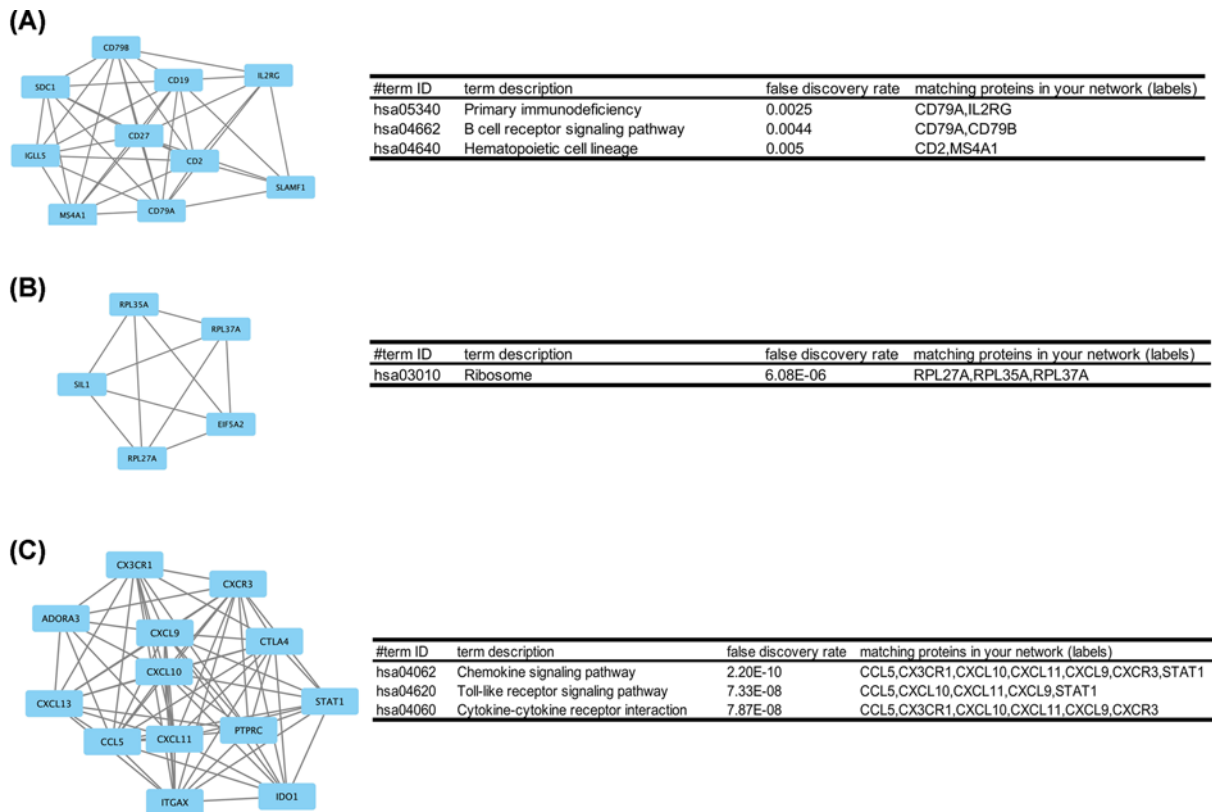 (A)
CD79B
SDC1
CD19
IL2RG
CD27
IGLL5
CD2
SLAMF1
MS4A1
CD79A
#term ID term description false discovery rate matching proteins in your network (labels)
hsa05340 Primary immunodeficiency 0.0025 CD79A,IL2RG
hsa04662 B cell receptor signaling pathway 0.0044 CD79A,CD79B
hsa04640 Hematopoietic cell lineage 0.005 CD2,MS4A1
(B)
RPL35A
RPL37A
SIL1
EIF5A2
RPL27A
#term ID term description false discovery rate matching proteins in your network (labels)
hsa03010 Ribosome 6.08E-06 RPL27A,RPL35A,RPL37A
(C)
CX3CR1
CXCR3
ADORA3
CXCL9
CTLA4
CXCL10
CXCL13
STAT1
PTPRC
CCL5
CXCL11
ITGAX
IDO1
#term ID term description false discovery rate matching proteins in your network (labels)
hsa04062 Chemokine signaling pathway 2.20E-10 CCL5,CX3CR1,CXCL10,CXCL11,CXCL9,CXCR3,STAT1
hsa04620 Toll-like receptor signaling pathway 7.33E-08 CCL5,CXCL10,CXCL11,CXCL9,STAT1
hsa04060 Cytokine-cytokine receptor interaction 7.87E-08 CCL5,CX3CR1,CXCL10,CXCL11,CXCL9,CXCR3